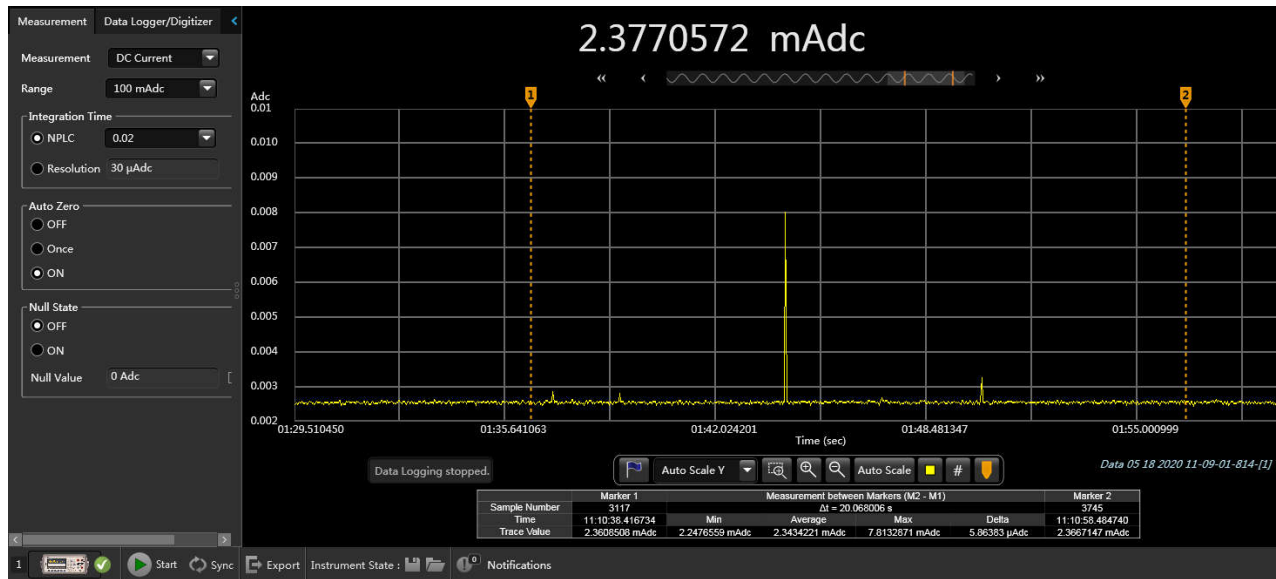 Measurement Data Logger/Digitizer
2.3770572 mAdc
Measurement DC Current
Range 100 mAdc
Integration Time
NPLC 0.02
Resolution 30 µAdc
Auto Zero
OFF
Once
ON
Null State
OFF
ON
Null Value 0 Adc
Adc
0.01
0.010
0.009
0.008
0.007
0.006
0.005
0.004
0.003
0.002
1
2
01:29.510450 01:35.641063 01:42.024201 01:48.481347 01:55.000999
Time (sec)
Data Logging stopped.
Auto Scale Y Auto Scale #
Data 05 18 2020 11-09-01-814-[1]
Marker 1 Measurement between Markers (M2 - M1) Marker 2
Sample Number 3117 Δt = 20.068006 s 3745
Time 11:10:38.416734 Min Average Max Delta 11:10:58.484740
Trace Value 2.3608508 mAdc 2.2476559 mAdc 2.3434221 mAdc 7.8132871 mAdc 5.86383 µAdc 2.3667147 mAdc
1 Start Sync Export Instrument State : 0 Notifications